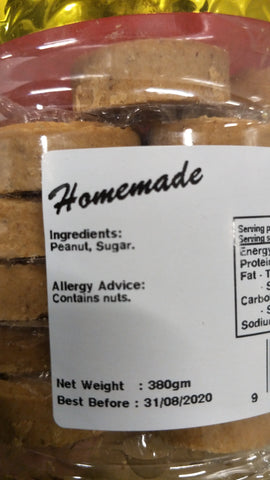 Homemade
Ingredients:
Peanut, Sugar.
Allergy Advice:
Contains nuts.
Net Weight : 380gm
Best Before : 31/08/2020
Serving
Serving
Energy
Protein
Fat -
Sodiu
9